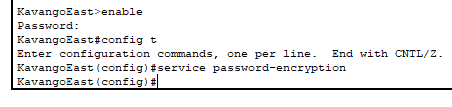 KavangoEast>enable
Password:
KavangoEast#config t
Enter configuration commands, one per line.  End with CNTL/Z.
KavangoEast(config)#service password-encryption
KavangoEast(config)#